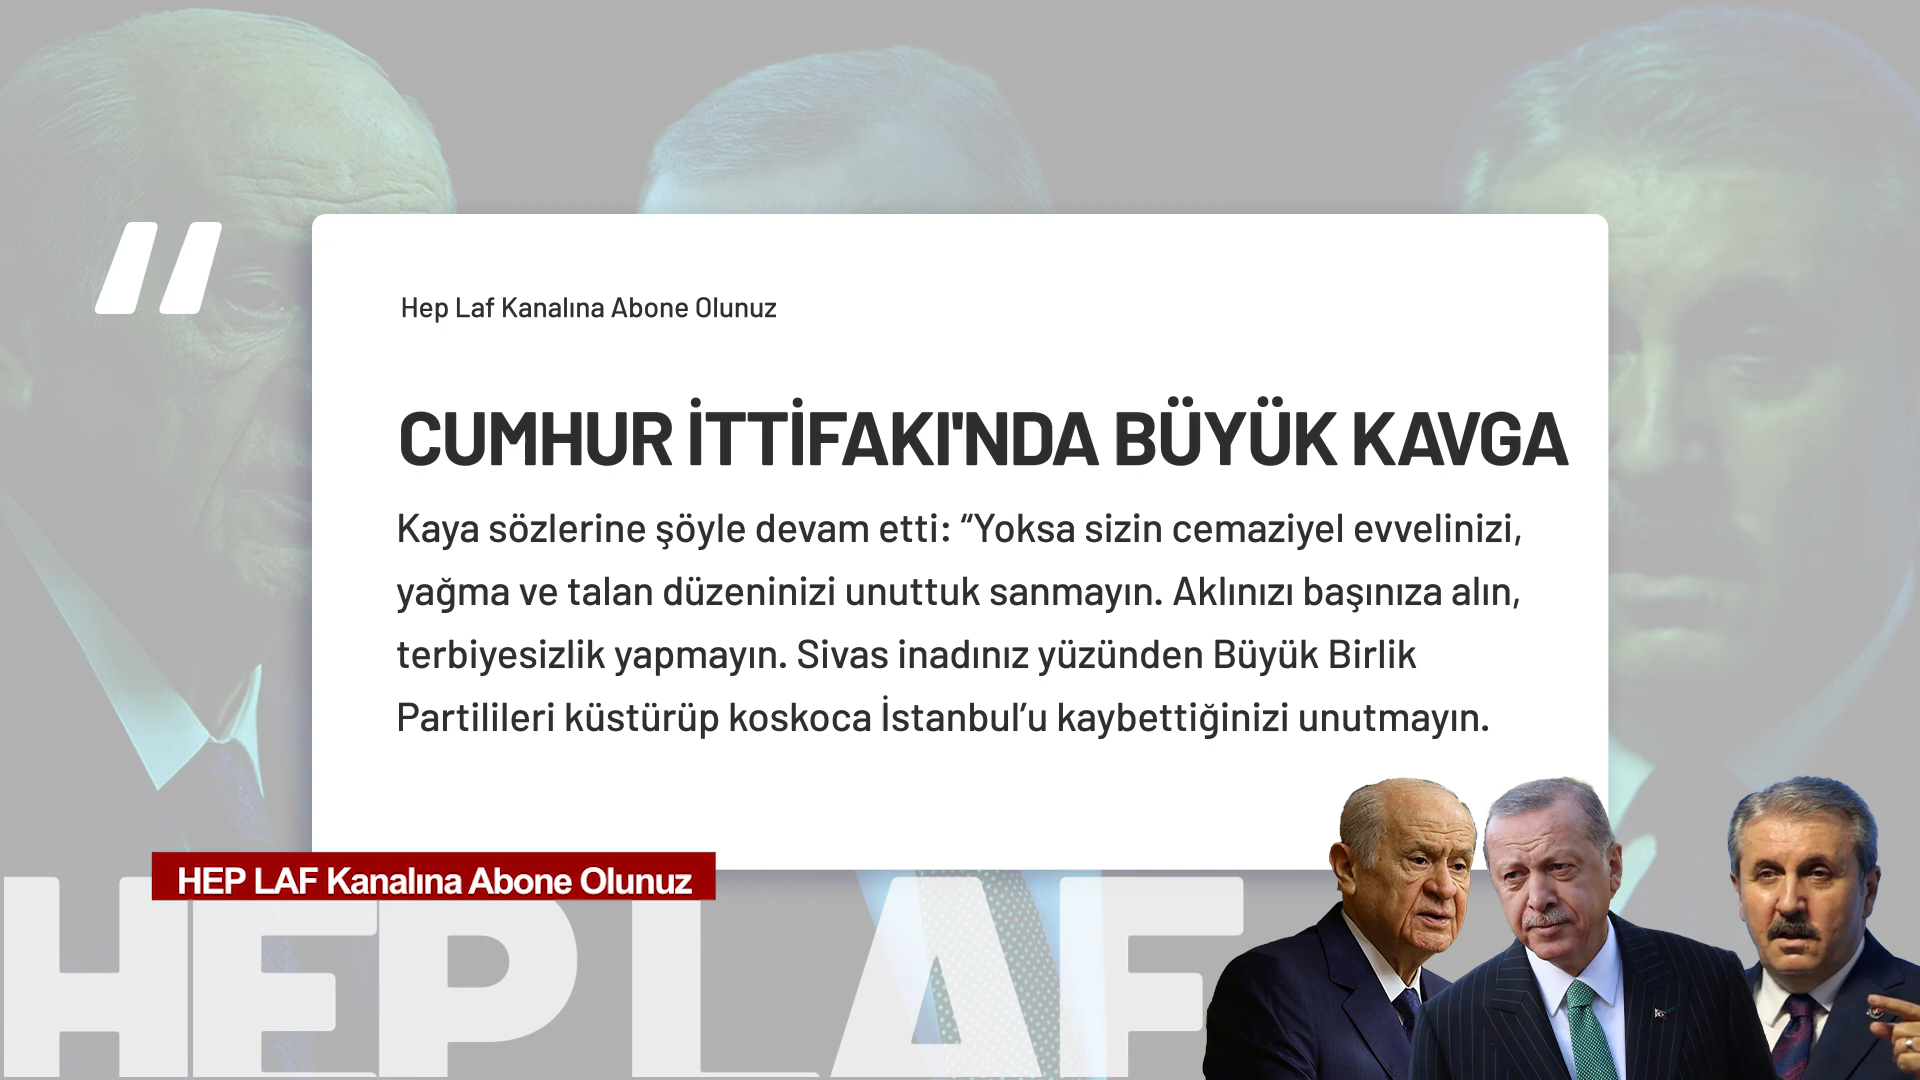 "
Hep Laf Kanalına Abone Olunuz
CUMHUR İTTİFAKI'NDA BÜYÜK KAVGA
Kaya sözlerine şöyle devam etti: “Yoksa sizin cemaziyel evvelinizi,
yağma ve talan düzeninizi unuttuk sanmayın. Aklınızı başınıza alın,
terbiyesizlik yapmayın. Sivas inadınız yüzünden Büyük Birlik
Partilileri küstürüp koskoca İstanbul’u kaybettiğinizi unutmayın.
HEP LAF Kanalına Abone Olunuz
HEP LAF